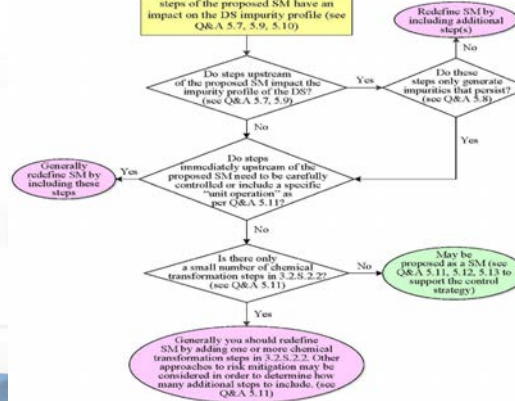 steps of the proposed SM have an
impact on the DS impurity profile (see
Q&A 5.7, 5.9, 5.10)
Redefine SM by
including additional
step(s)
No
Do steps upstream
of the proposed SM impact the
impurity profile of the DS?
(see Q&A 5.7, 5.9)
Yes
Do these
steps only generate
impurities that persist?
(see Q&A 5.8)
No
Yes
Do steps
immediately upstream of the
proposed SM need to be carefully
controlled or include a specific
"unit operation" as
per Q&A 5.11?
Yes
Generally
redefine SM by
including these
steps
No
Is there only
a small number of chemical
transformation steps in 3.2.S.2.2?
(see Q&A 5.11)
No
May be
proposed as a SM (see
Q&A 5.11, 5.12, 5.13 to
support the control
strategy)
Yes
Generally you should redefine
SM by adding one or more chemical
transformation steps in 3.2.S.2.2. Other
approaches to risk mitigation may be
considered in order to determine how
many additional steps to include. (see
Q&A 5.11)